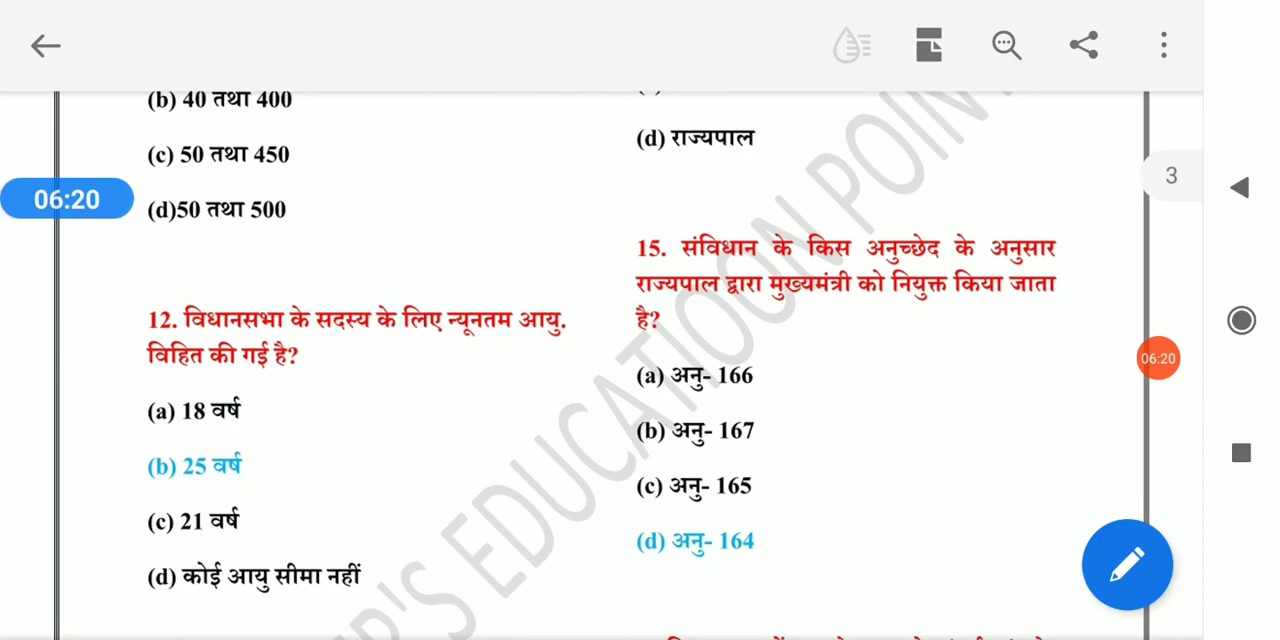 (b) 40 तथा 400
(c) 50 तथा 450
(d)50 तथा 500
12. विधानसभा के सदस्य के लिए न्यूनतम आयु.
विहित की गई है?
(a) 18 वर्ष
(b) 25 वर्ष
(c) 21 वर्ष
(d) कोई आयु सीमा नहीं
(d) राज्यपाल
15. संविधान के किस अनुच्छेद के अनुसार
राज्यपाल द्वारा मुख्यमंत्री को नियुक्त किया जाता
है?
(a) अनु- 166
(b) अनु- 167
(c) अनु- 165
(d) अनु- 164
06:20
3
06:20
EDUCATIOON POIN